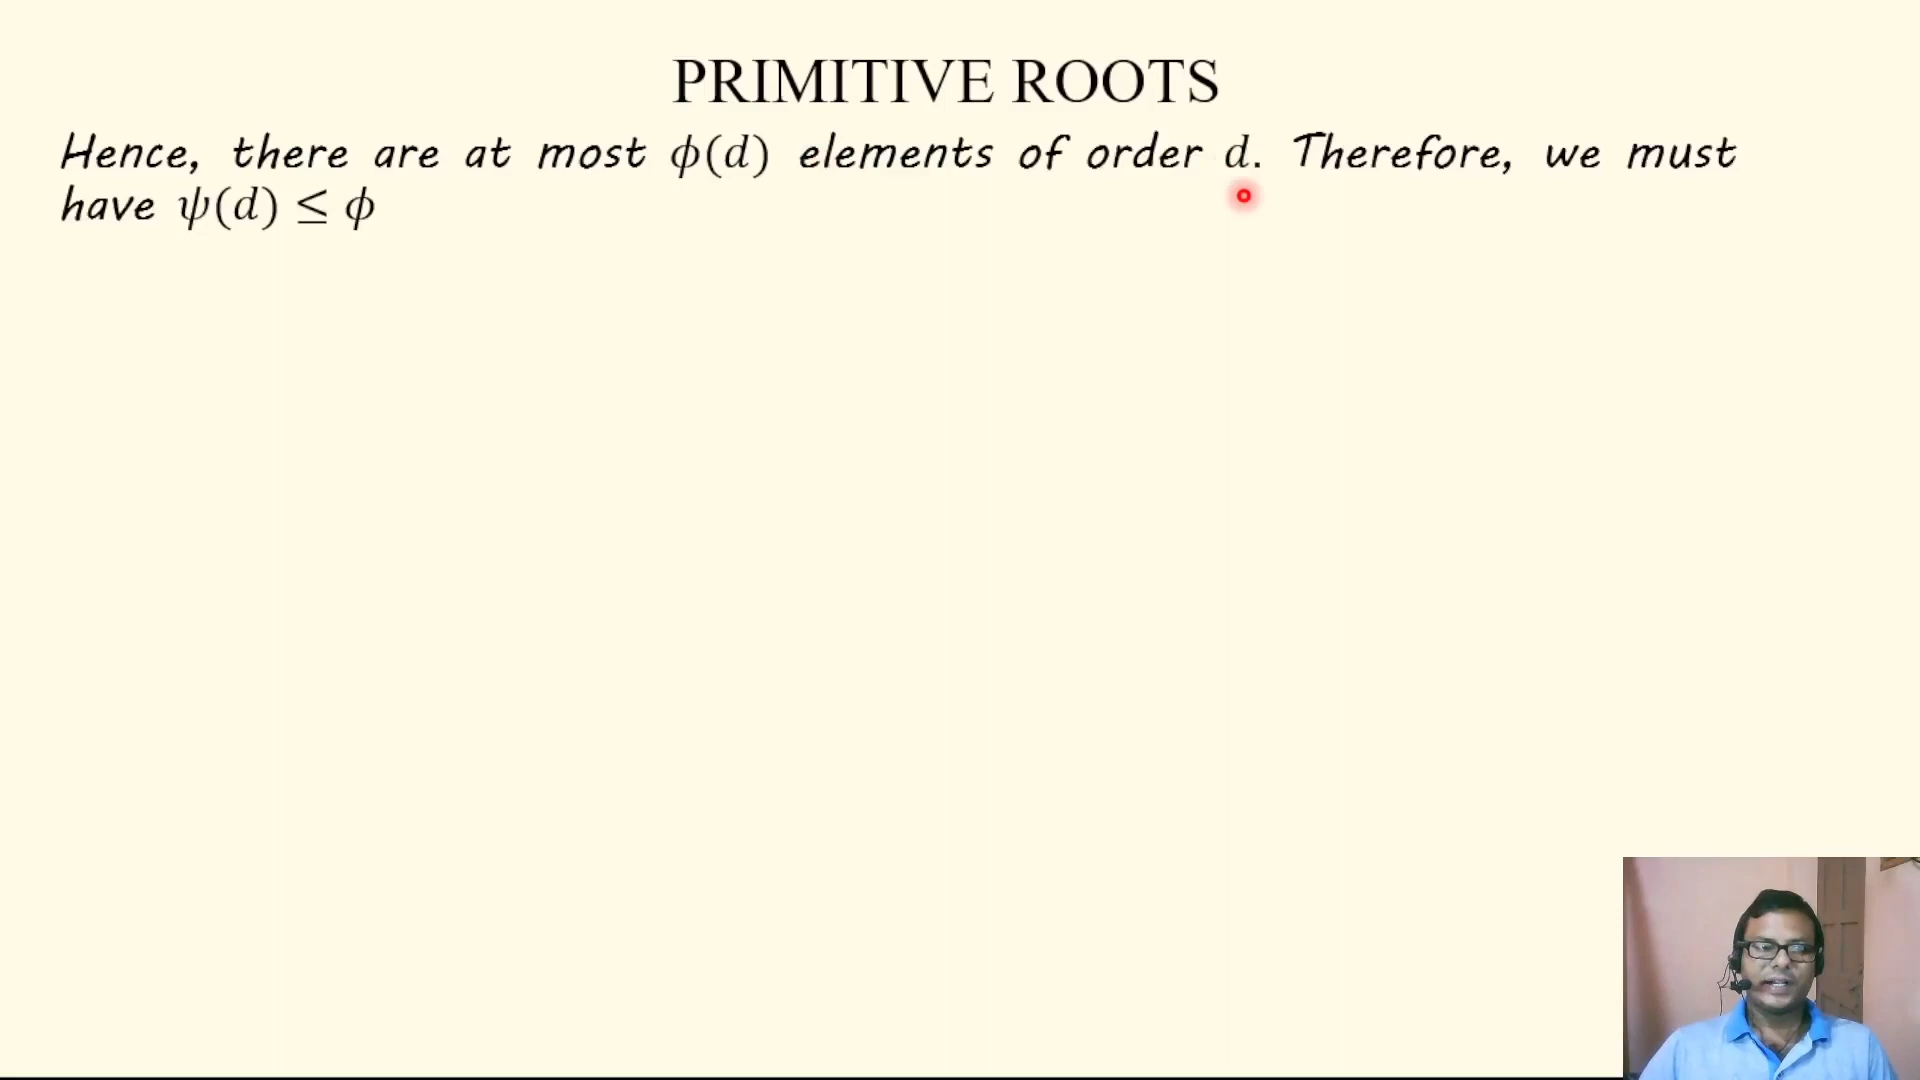 PRIMITIVE ROOTS
Hence, there are at most ϕ(d) elements of order d. Therefore, we must
have ψ(d) ≤ ϕ